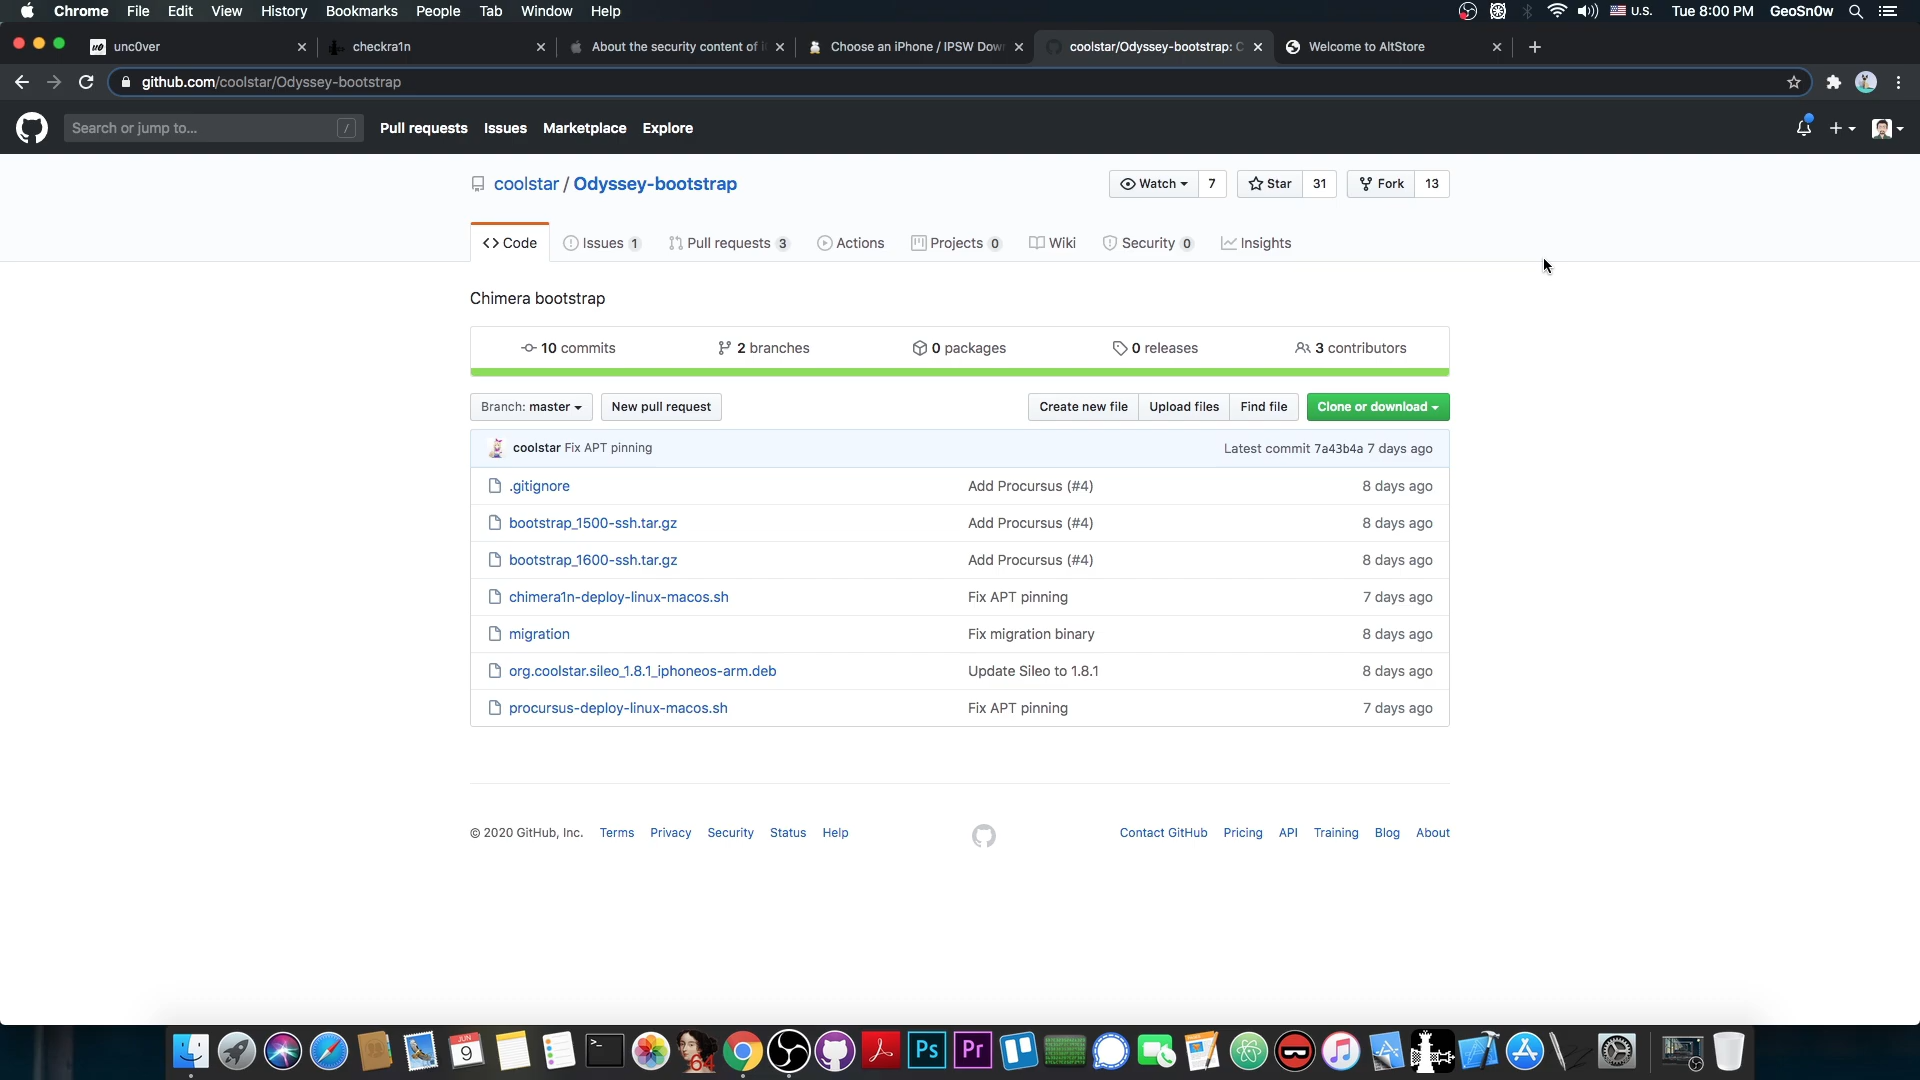 Chrome File Edit View History Bookmarks People Tab Window Help U.S. Tue 8:00 PM GeoSn0w
unc0ver checkra1n About the security content of Choose an iPhone / IPSW Dow coolstar/Odyssey-bootstrap: C Welcome to AltStore
github.com/coolstar/Odyssey-bootstrap
Search or jump to... / Pull requests Issues Marketplace Explore
coolstar / Odyssey-bootstrap Watch 7 Star 31 Fork 13
Code Issues 1 Pull requests 3 Actions Projects 0 Wiki Security 0 Insights
Chimera bootstrap
10 commits 2 branches 0 packages 0 releases 3 contributors
Branch: master New pull request Create new file Upload files Find file Clone or download
coolstar Fix APT pinning Latest commit 7a43b4a 7 days ago
.gitignore Add Procursus (#4) 8 days ago
bootstrap_1500-ssh.tar.gz Add Procursus (#4) 8 days ago
bootstrap_1600-ssh.tar.gz Add Procursus (#4) 8 days ago
chimera1n-deploy-linux-macos.sh Fix APT pinning 7 days ago
migration Fix migration binary 8 days ago
org.coolstar.sileo_1.8.1_iphoneos-arm.deb Update Sileo to 1.8.1 8 days ago
procursus-deploy-linux-macos.sh Fix APT pinning 7 days ago
© 2020 GitHub, Inc. Terms Privacy Security Status Help Contact GitHub Pricing API Training Blog About
JUN
9 >_ 64 Ps Pr